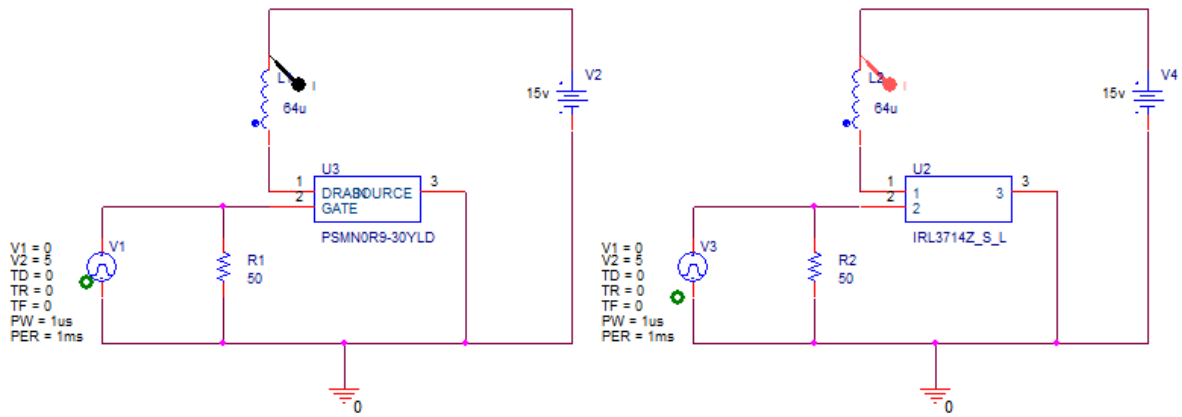 L1
I
64u
V2
15v
U3
1
2
DRAIN
SOURCE
GATE
3
PSMN0R9-30YLD
V1
V1 = 0
V2 = 5
TD = 0
TR = 0
TF = 0
PW = 1us
PER = 1ms
R1
50
0
L2
I
64u
V4
15v
U2
1
2
1
2
3
3
IRL3714Z_S_L
V3
V1 = 0
V2 = 5
TD = 0
TR = 0
TF = 0
PW = 1us
PER = 1ms
R2
50
0